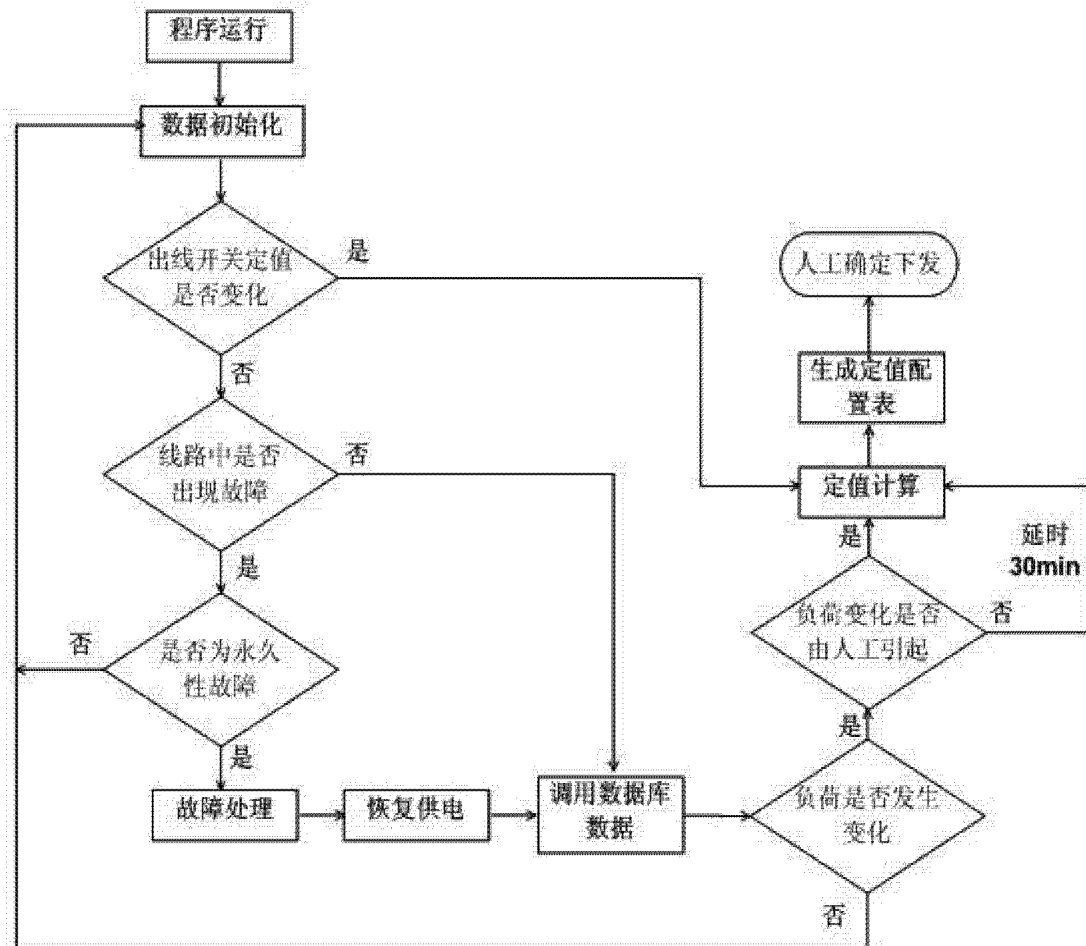 程序运行
数据初始化
出线开关定值
是否变化
是
否
线路中是否
出现故障
否
是
是否为永久
性故障
否
是
故障处理
恢复供电
调用数据库
数据
负荷是否发生
变化
否
是
负荷变化是否
由人工引起
否
延时
30min
是
定值计算
生成定值配
置表
人工确定下发